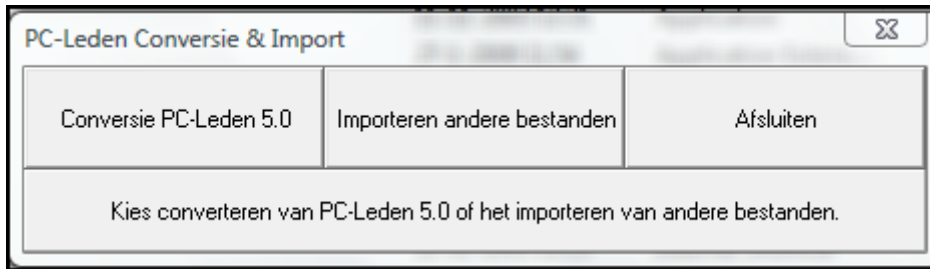 PC-Leden Conversie & Import
Conversie PC-Leden 5.0
Importeren andere bestanden
Afsluiten
Kies converteren van PC-Leden 5.0 of het importeren van andere bestanden.